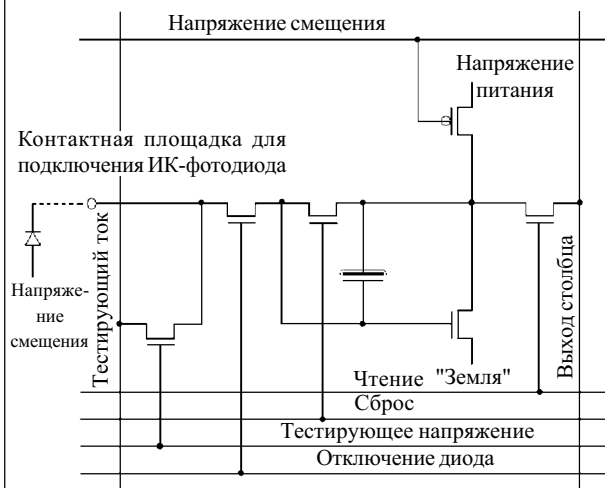 Напряжение смещения
Напряжение
питания
Контактная площадка для
подключения ИК-фотодиода
Тестирующий ток
Напряже-
ние
смещения
Выход столбца
Чтение "Земля"
Сброс
Тестирующее напряжение
Отключение диода